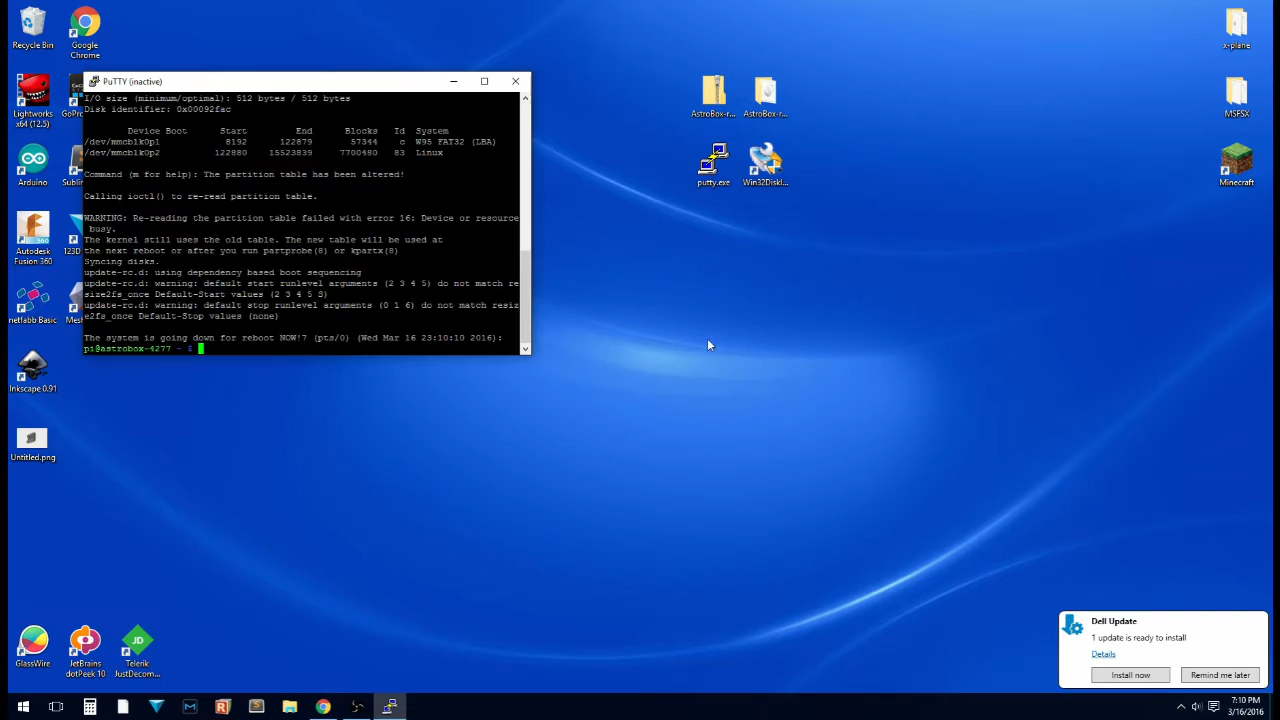 Recycle Bin
Google
Chrome
x-plane
PuTTY (inactive)
I/O size (minimum/optimal): 512 bytes / 512 bytes
Disk identifier: 0x00092fac
Device Boot Start End Blocks Id System
/dev/mmcblk0p1 8192 122879 57344 c W95 FAT32 (LBA)
/dev/mmcblk0p2 122880 15523839 7700480 83 Linux
Command (m for help): The partition table has been altered!
Calling ioctl() to re-read partition table.
WARNING: Re-reading the partition table failed with error 16: Device or resource
busy.
The kernel still uses the old table. The new table will be used at
the next reboot or after you run partprobe(8) or kpartx(8)
Syncing disks.
update-rc.d: using dependency based boot sequencing
update-rc.d: warning: default start runlevel arguments (2 3 4 5) do not match re
size2fs_once Default-Start values (2 3 4 5 S)
update-rc.d: warning: default stop runlevel arguments (0 1 6) do not match resiz
e2fs_once Default-Stop values (none)
The system is going down for reboot NOW!7 (pts/0) (Wed Mar 16 23:10:10 2016):
pi@astrobox-4277 ~ $
Lightworks
x64 (12.5)
GoPro
AstroBox-r...
AstroBox-r...
MSFSX
Arduino
Sublin
putty.exe
Win32DiskI...
Minecraft
Autodesk
Fusion 360
123D
netfabb Basic
Mesh
Inkscape 0.91
Untitled.png
GlassWire
JetBrains
dotPeek 10
JD
Telerik
JustDecom...
Dell Update
1 update is ready to install
Details
Install now
Remind me later
7:10 PM
3/16/2016